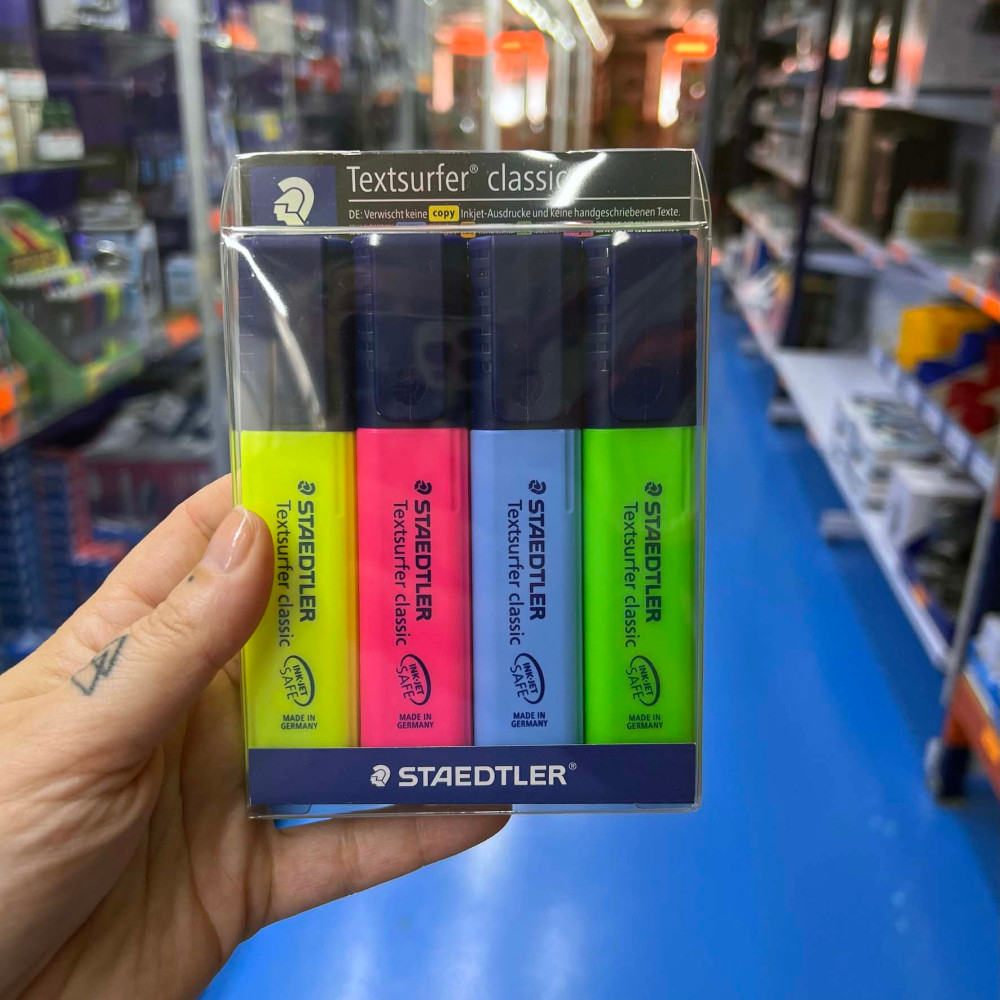 Textsurfer® classic
DE: Verwischt keine copy Inkjet-Ausdrucke und keine handgeschriebenen Texte.
STAEDTLER
Textsurfer classic
INK-JET
SAFE
MADE IN
GERMANY
STAEDTLER
Textsurfer classic
INK-JET
SAFE
MADE IN
GERMANY
STAEDTLER
Textsurfer classic
INK-JET
SAFE
MADE IN
GERMANY
STAEDTLER
Textsurfer classic
INK-JET
SAFE
MADE IN
GERMANY
STAEDTLER®